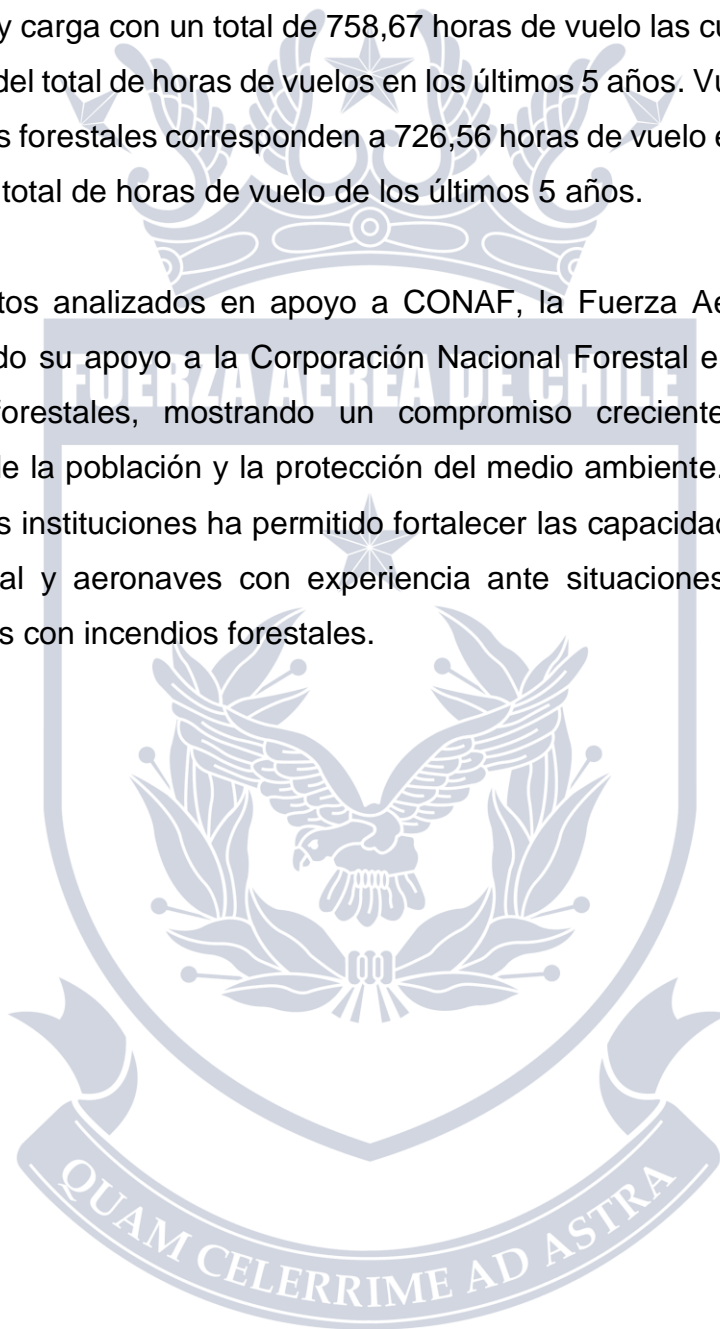 y carga con un total de 758,67 horas de vuelo las cu
del total de horas de vuelos en los últimos 5 años. Vu
s forestales corresponden a 726,56 horas de vuelo e
total de horas de vuelo de los últimos 5 años.
tos analizados en apoyo a CONAF, la Fuerza Ae
do su apoyo a la Corporación Nacional Forestal e
forestales, mostrando un compromiso creciente
de la población y la protección del medio ambiente.
s instituciones ha permitido fortalecer las capacidad
al y aeronaves con experiencia ante situaciones
s con incendios forestales.
FUERZA AEREA DE CHILE
QUAM CELERRIME AD ASTRA